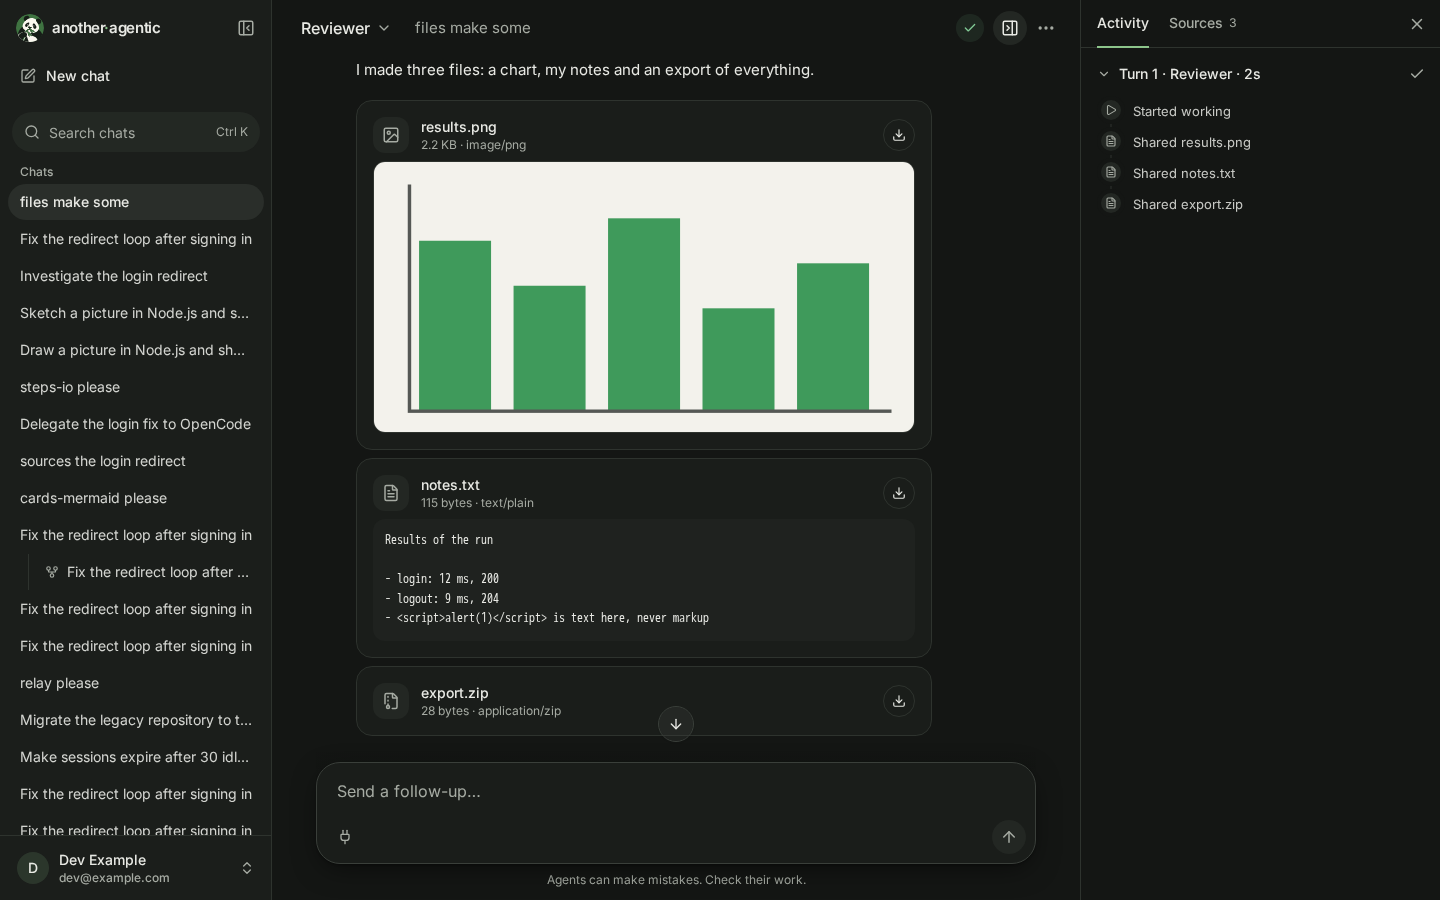 another·agentic
New chat
Search chats Ctrl K
Chats
files make some
Fix the redirect loop after signing in
Investigate the login redirect
Sketch a picture in Node.js and s...
Draw a picture in Node.js and sh...
steps-io please
Delegate the login fix to OpenCode
sources the login redirect
cards-mermaid please
Fix the redirect loop after signing in
Fix the redirect loop after ...
Fix the redirect loop after signing in
Fix the redirect loop after signing in
relay please
Migrate the legacy repository to t...
Make sessions expire after 30 idl...
Fix the redirect loop after signing in
Fix the redirect loop after signing in
D
Dev Example
dev@example.com
Reviewer files make some
I made three files: a chart, my notes and an export of everything.
results.png
2.2 KB · image/png
notes.txt
115 bytes · text/plain
Results of the run
- login: 12 ms, 200
- logout: 9 ms, 204
- <script>alert(1)</script> is text here, never markup
export.zip
28 bytes · application/zip
Send a follow-up...
Agents can make mistakes. Check their work.
Activity Sources 3
Turn 1 · Reviewer · 2s
Started working
Shared results.png
Shared notes.txt
Shared export.zip